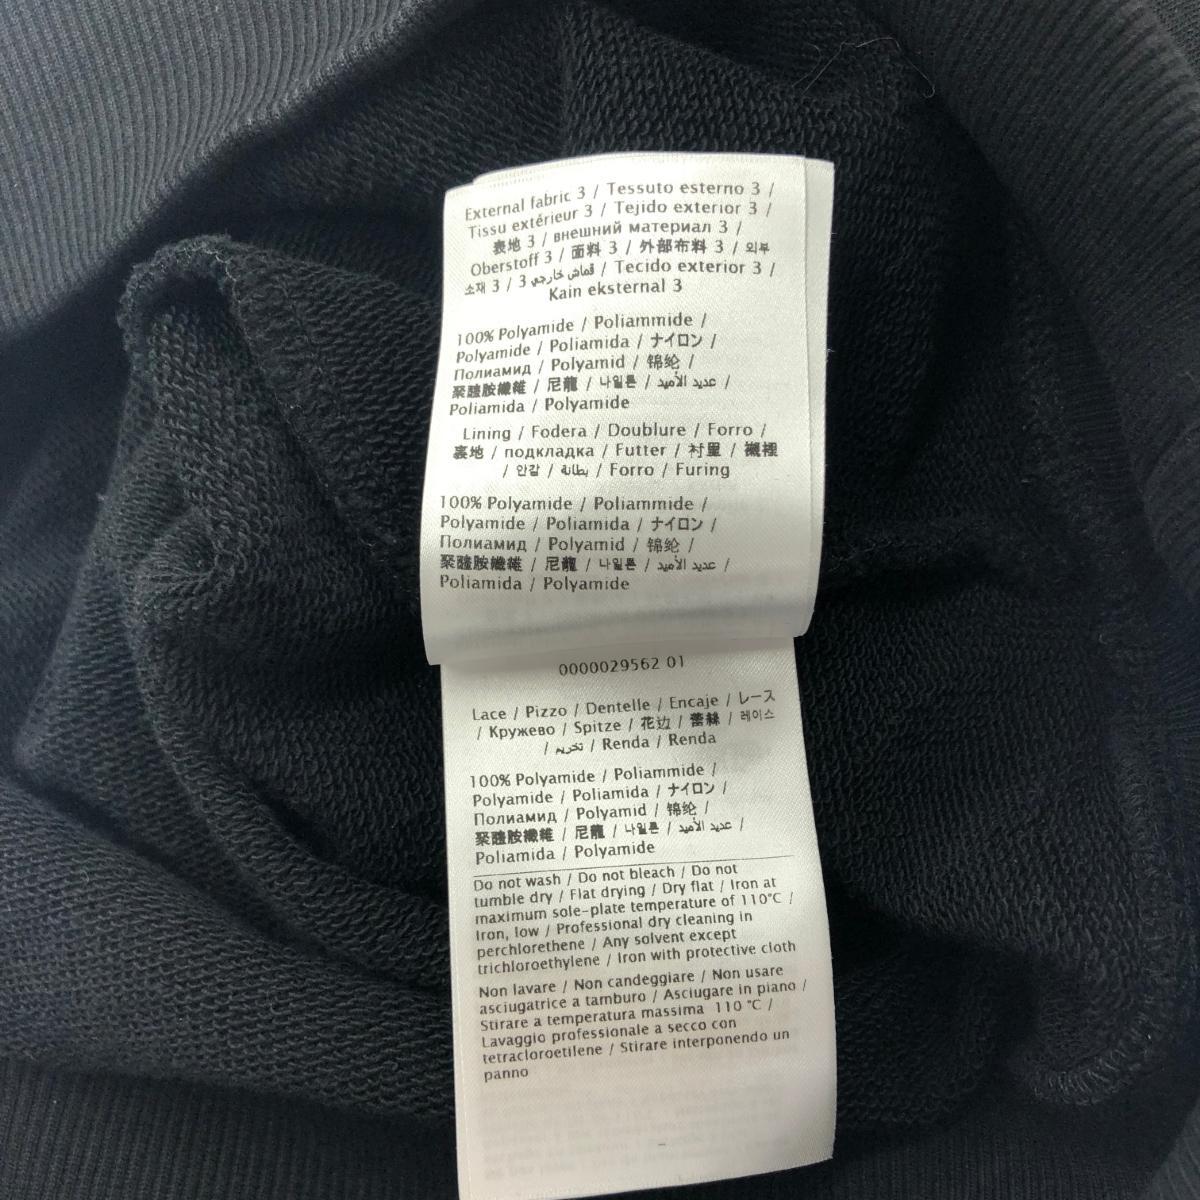 External fabric 3 / Tessuto esterno 3 /
Tissu extérieur 3 / Tejido exterior 3 /
表地 3 / внешний материал 3 /
Oberstoff 3 / 面料 3 / 外部布料 3 / 외부
소재 3 / 3 قماش خارجي / Tecido exterior 3 /
Kain eksternal 3
100% Polyamide / Poliammide /
Polyamide / Poliamida / ナイロン /
Полиамид / Polyamid / 锦纶 /
聚醯胺纖維 / 尼龍 / 나일론 / عديد الأميد /
Poliamida / Polyamide
Lining / Fodera / Doublure / Forro /
裏地 / подкладка / Futter / 衬里 / 襯裡
/ 안감 / بطانة / Forro / Furing
100% Polyamide / Poliammide /
Polyamide / Poliamida / ナイロン /
Полиамид / Polyamid / 锦纶 /
聚醯胺纖維 / 尼龍 / 나일론 / عديد الأميد /
Poliamida / Polyamide
0000029562 01
Lace / Pizzo / Dentelle / Encaje / レース
/ Кружево / Spitze / 花边 / 蕾絲 / 레이스
/ تخريم / Renda / Renda
100% Polyamide / Poliammide /
Polyamide / Poliamida / ナイロン /
Полиамид / Polyamid / 锦纶 /
聚醯胺纖維 / 尼龍 / 나일론 / عديد الأميد /
Poliamida / Polyamide
Do not wash / Do not bleach / Do not
tumble dry / Flat drying / Dry flat / Iron at
maximum sole-plate temperature of 110°C /
Iron, low / Professional dry cleaning in
perchlorethene / Any solvent except
trichloroethylene / Iron with protective cloth
Non lavare / Non candeggiare / Non usare
asciugatrice a tamburo / Asciugare in piano /
Stirare a temperatura massima 110 °C /
Lavaggio professionale a secco con
tetracloroetilene / Stirare interponendo un
panno